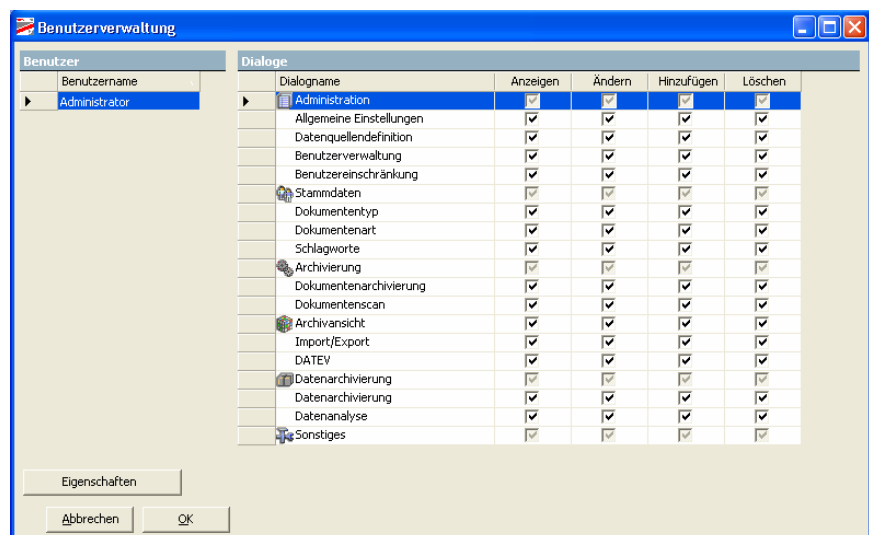 Benutzerverwaltung
Benutzer
Dialoge
Benutzername
Dialogname Anzeigen Ändern Hinzufügen Löschen
Administrator
Administration
Allgemeine Einstellungen
Datenquellendefinition
Benutzerverwaltung
Benutzereinschränkung
Stammdaten
Dokumententyp
Dokumentenart
Schlagworte
Archivierung
Dokumentenarchivierung
Dokumentenscan
Archivansicht
Import/Export
DATEV
Datenarchivierung
Datenarchivierung
Datenanalyse
Sonstiges
Eigenschaften
Abbrechen OK